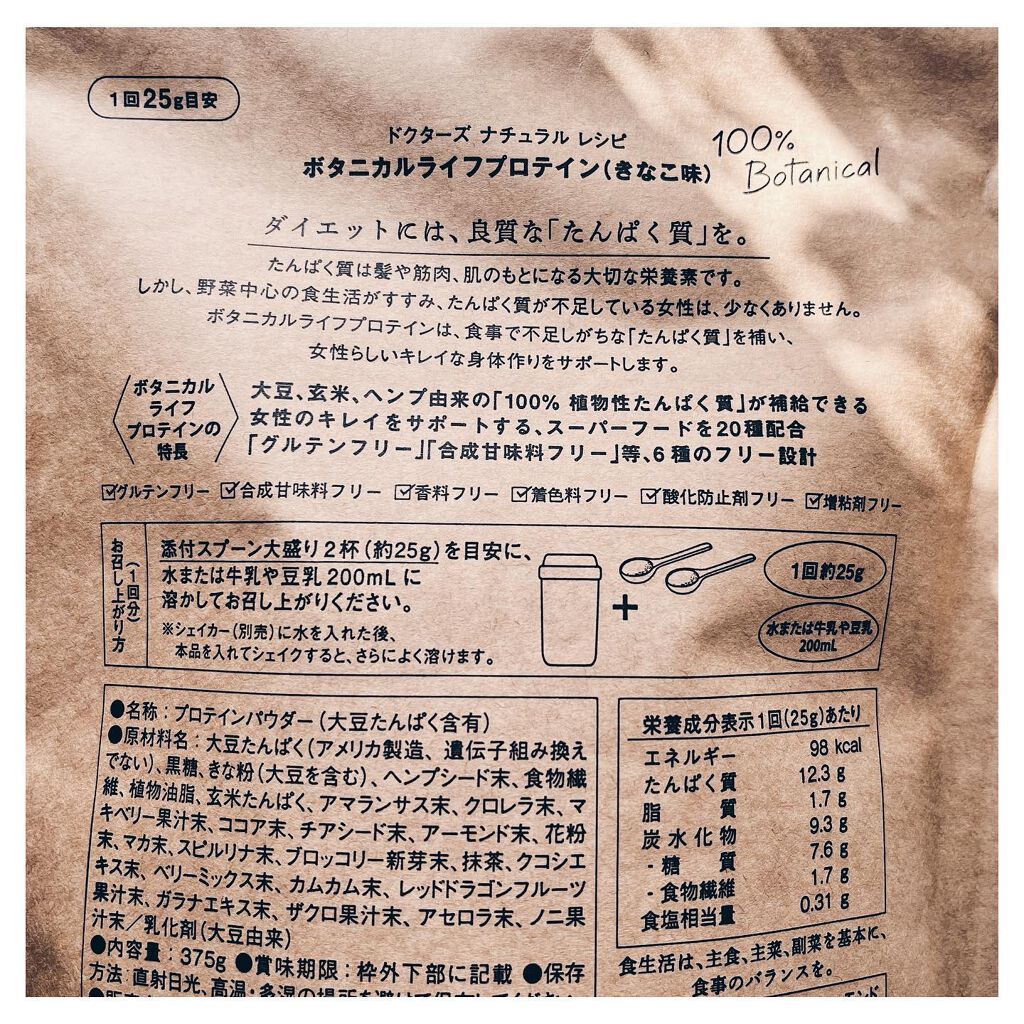 1回25g目安
ドクターズ ナチュラル レシピ
ボタニカルライフプロテイン(きなこ味)
100%
Botanical
ダイエットには、良質な「たんぱく質」を。
たんぱく質は髪や筋肉、肌のもとになる大切な栄養素です。
しかし、野菜中心の食生活がすすみ、たんぱく質が不足している女性は、少なくありません。
ボタニカルライフプロテインは、食事で不足しがちな「たんぱく質」を補い、
女性らしいキレイな身体作りをサポートします。
ボタニカル
ライフ
プロテインの
特長
大豆、玄米、ヘンプ由来の「100% 植物性たんぱく質」が補給できる
女性のキレイをサポートする、スーパーフードを20種配合
「グルテンフリー」「合成甘味料フリー」等、6種のフリー設計
☑グルテンフリー ☑合成甘味料フリー ☑香料フリー ☑着色料フリー ☑酸化防止剤フリー ☑増粘剤フリー
お召し上がり方
(1回分)
添付スプーン大盛り2杯(約25g)を目安に、
水または牛乳や豆乳200mLに
溶かしてお召し上がりください。
※シェイカー(別売)に水を入れた後、
本品を入れてシェイクすると、さらによく溶けます。
+
1回約25g
水または牛乳や豆乳
200mL
●名称:プロテインパウダー(大豆たんぱく含有)
●原材料名:大豆たんぱく(アメリカ製造、遺伝子組み換え
でない)、黒糖、きな粉(大豆を含む)、ヘンプシード末、食物繊
維、植物油脂、玄米たんぱく、アマランサス末、クロレラ末、マ
キベリー果汁末、ココア末、チアシード末、アーモンド末、花粉
末、マカ末、スピルリナ末、ブロッコリー新芽末、抹茶、クコシエ
キス末、ベリーミックス末、カムカム末、レッドドラゴンフルーツ
果汁末、ガラナエキス末、ザクロ果汁末、アセロラ末、ノニ果
汁末/乳化剤(大豆由来)
●内容量:375g ●賞味期限:枠外下部に記載 ●保存
方法:直射日光、高温・多湿の場所を避けて保存してください
栄養成分表示1回(25g)あたり
エネルギー 98 kcal
たんぱく質 12.3 g
脂質 1.7 g
炭水化物 9.3 g
-糖質 7.6 g
-食物繊維 1.7 g
食塩相当量 0.31 g
食生活は、主食、主菜、副菜を基本に、
食事のバランスを。